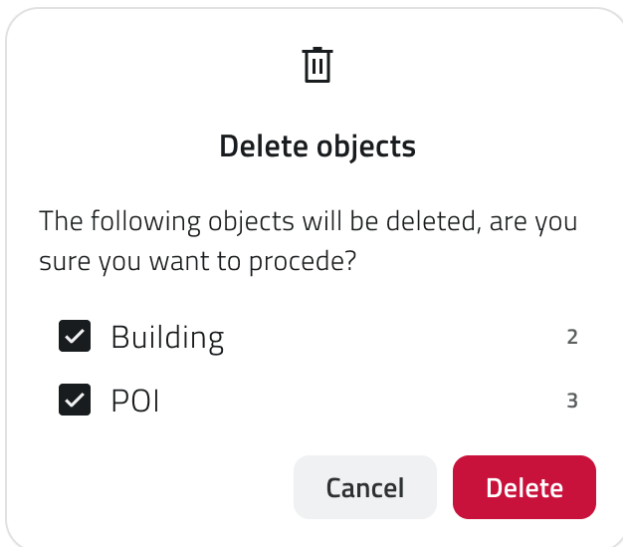 Delete objects
The following objects will be deleted, are you
sure you want to procede?
Building 2
POI 3
Cancel Delete